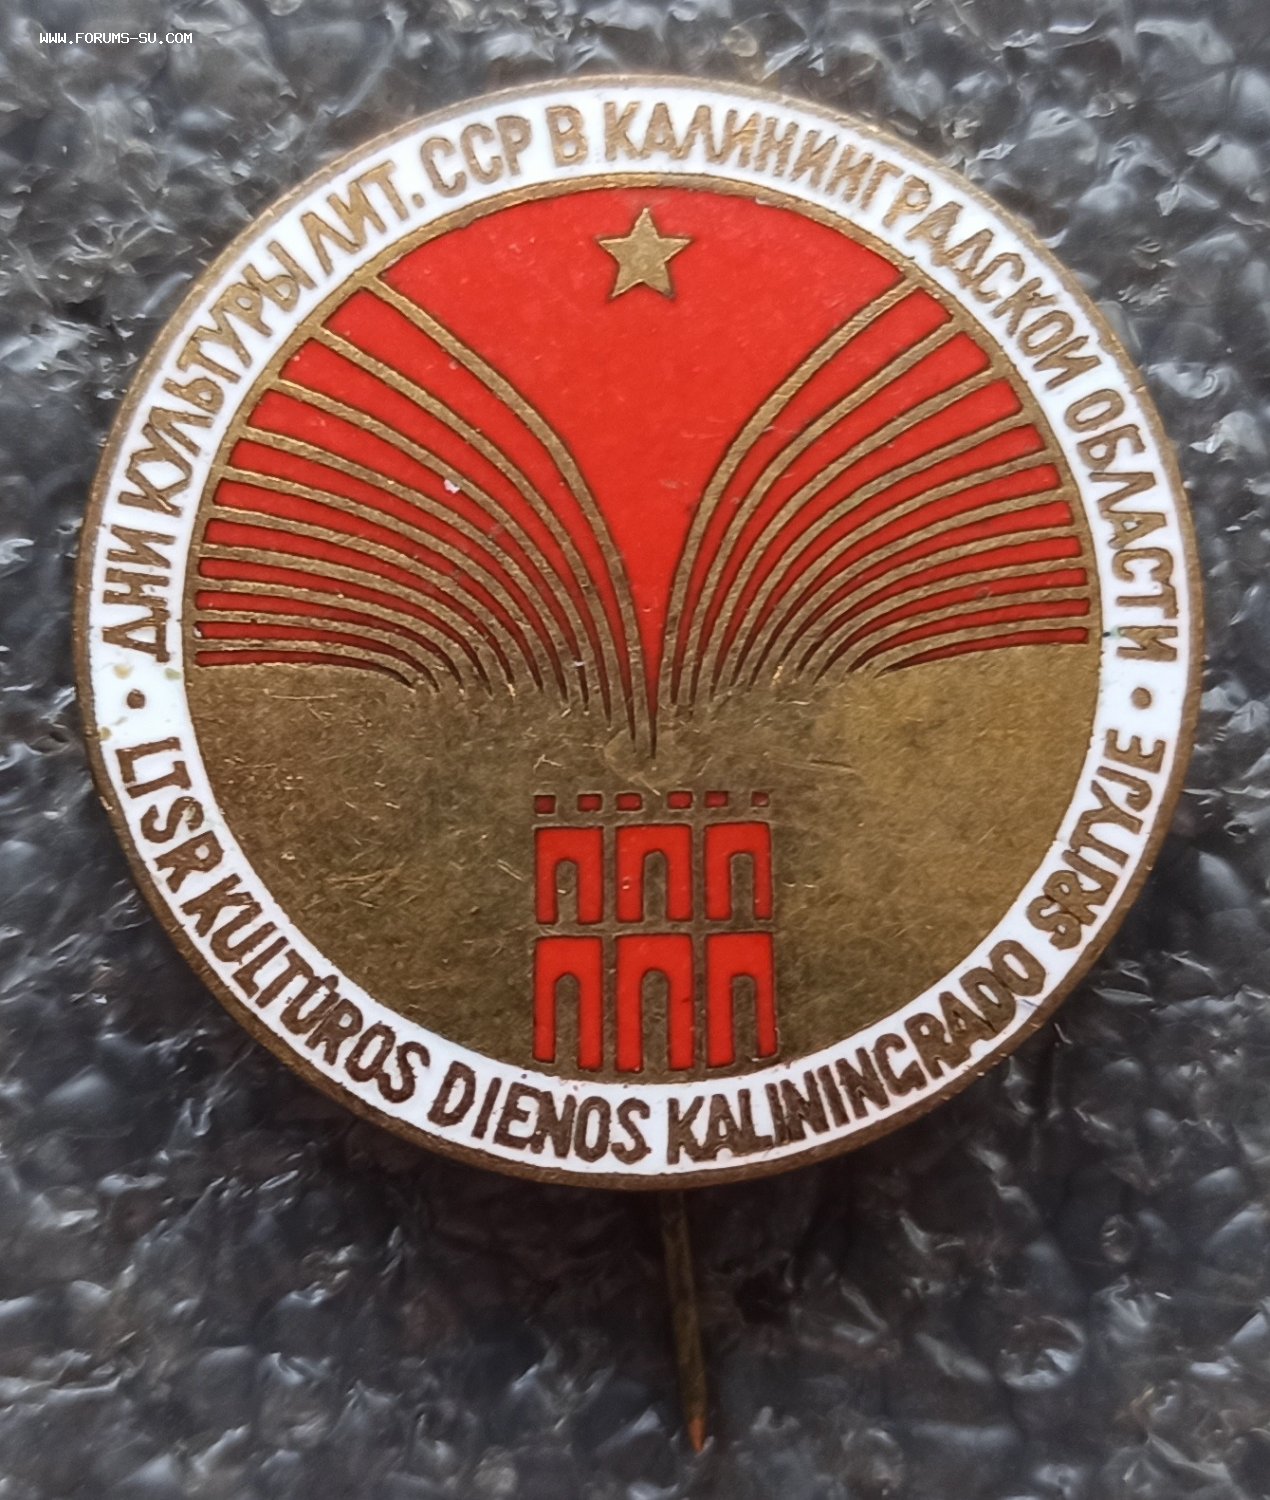 WWW.FORUMS-SU.COM
ДНИ КУЛЬТУРЫ ЛИТ. ССР В КАЛИНИНГРАДСКОЙ ОБЛАСТИ
LTSR KULTŪROS DIENOS KALININGRADO SRITYJE